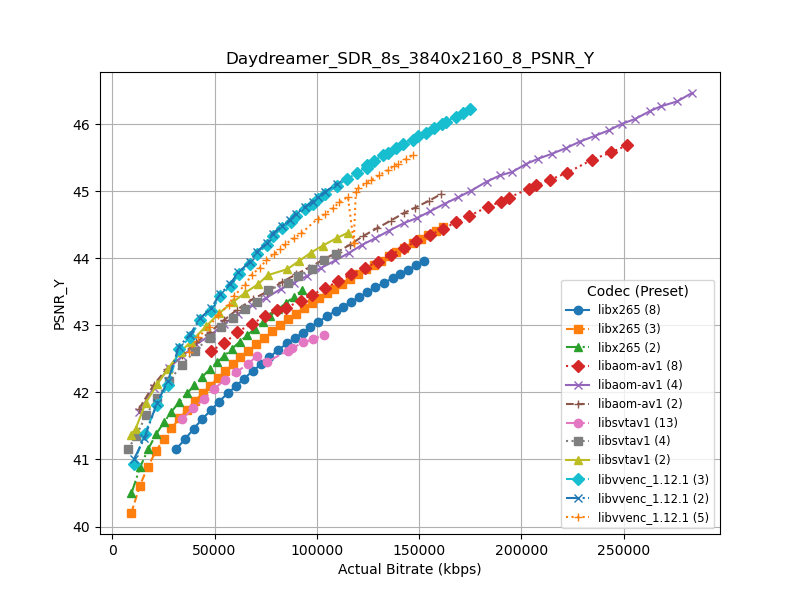 Daydreamer_SDR_8s_3840x2160_8_PSNR_Y
PSNR_Y
46
45
44
43
42
41
40
0 50000 100000 150000 200000 250000
Actual Bitrate (kbps)
Codec (Preset)
libx265 (8)
libx265 (3)
libx265 (2)
libaom-av1 (8)
libaom-av1 (4)
libaom-av1 (2)
libsvtav1 (13)
libsvtav1 (4)
libsvtav1 (2)
libvvenc_1.12.1 (3)
libvvenc_1.12.1 (2)
libvvenc_1.12.1 (5)